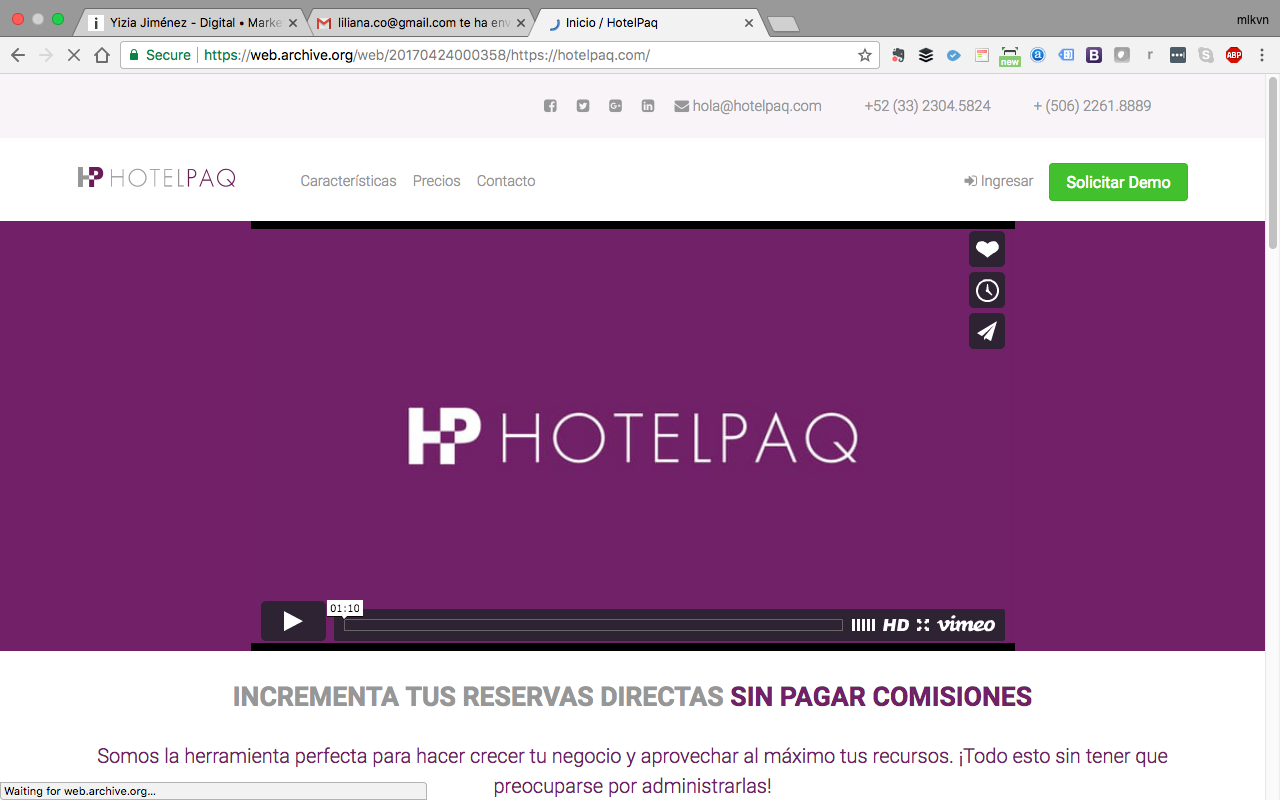 Yizia Jiménez - Digital • Marke
liliana.co@gmail.com te ha env
Inicio / HotelPaq
mlkvn
Secure
https://web.archive.org/web/20170424000358/https://hotelpaq.com/
new
ABP
hola@hotelpaq.com
+52 (33) 2304.5824
+ (506) 2261.8889
HP HOTELPAQ
Características
Precios
Contacto
Ingresar
Solicitar Demo
HP HOTELPAQ
01:10
HD
vimeo
INCREMENTA TUS RESERVAS DIRECTAS SIN PAGAR COMISIONES
Somos la herramienta perfecta para hacer crecer tu negocio y aprovechar al máximo tus recursos. ¡Todo esto sin tener que
preocuparse por administrarlas!
Waiting for web.archive.org...